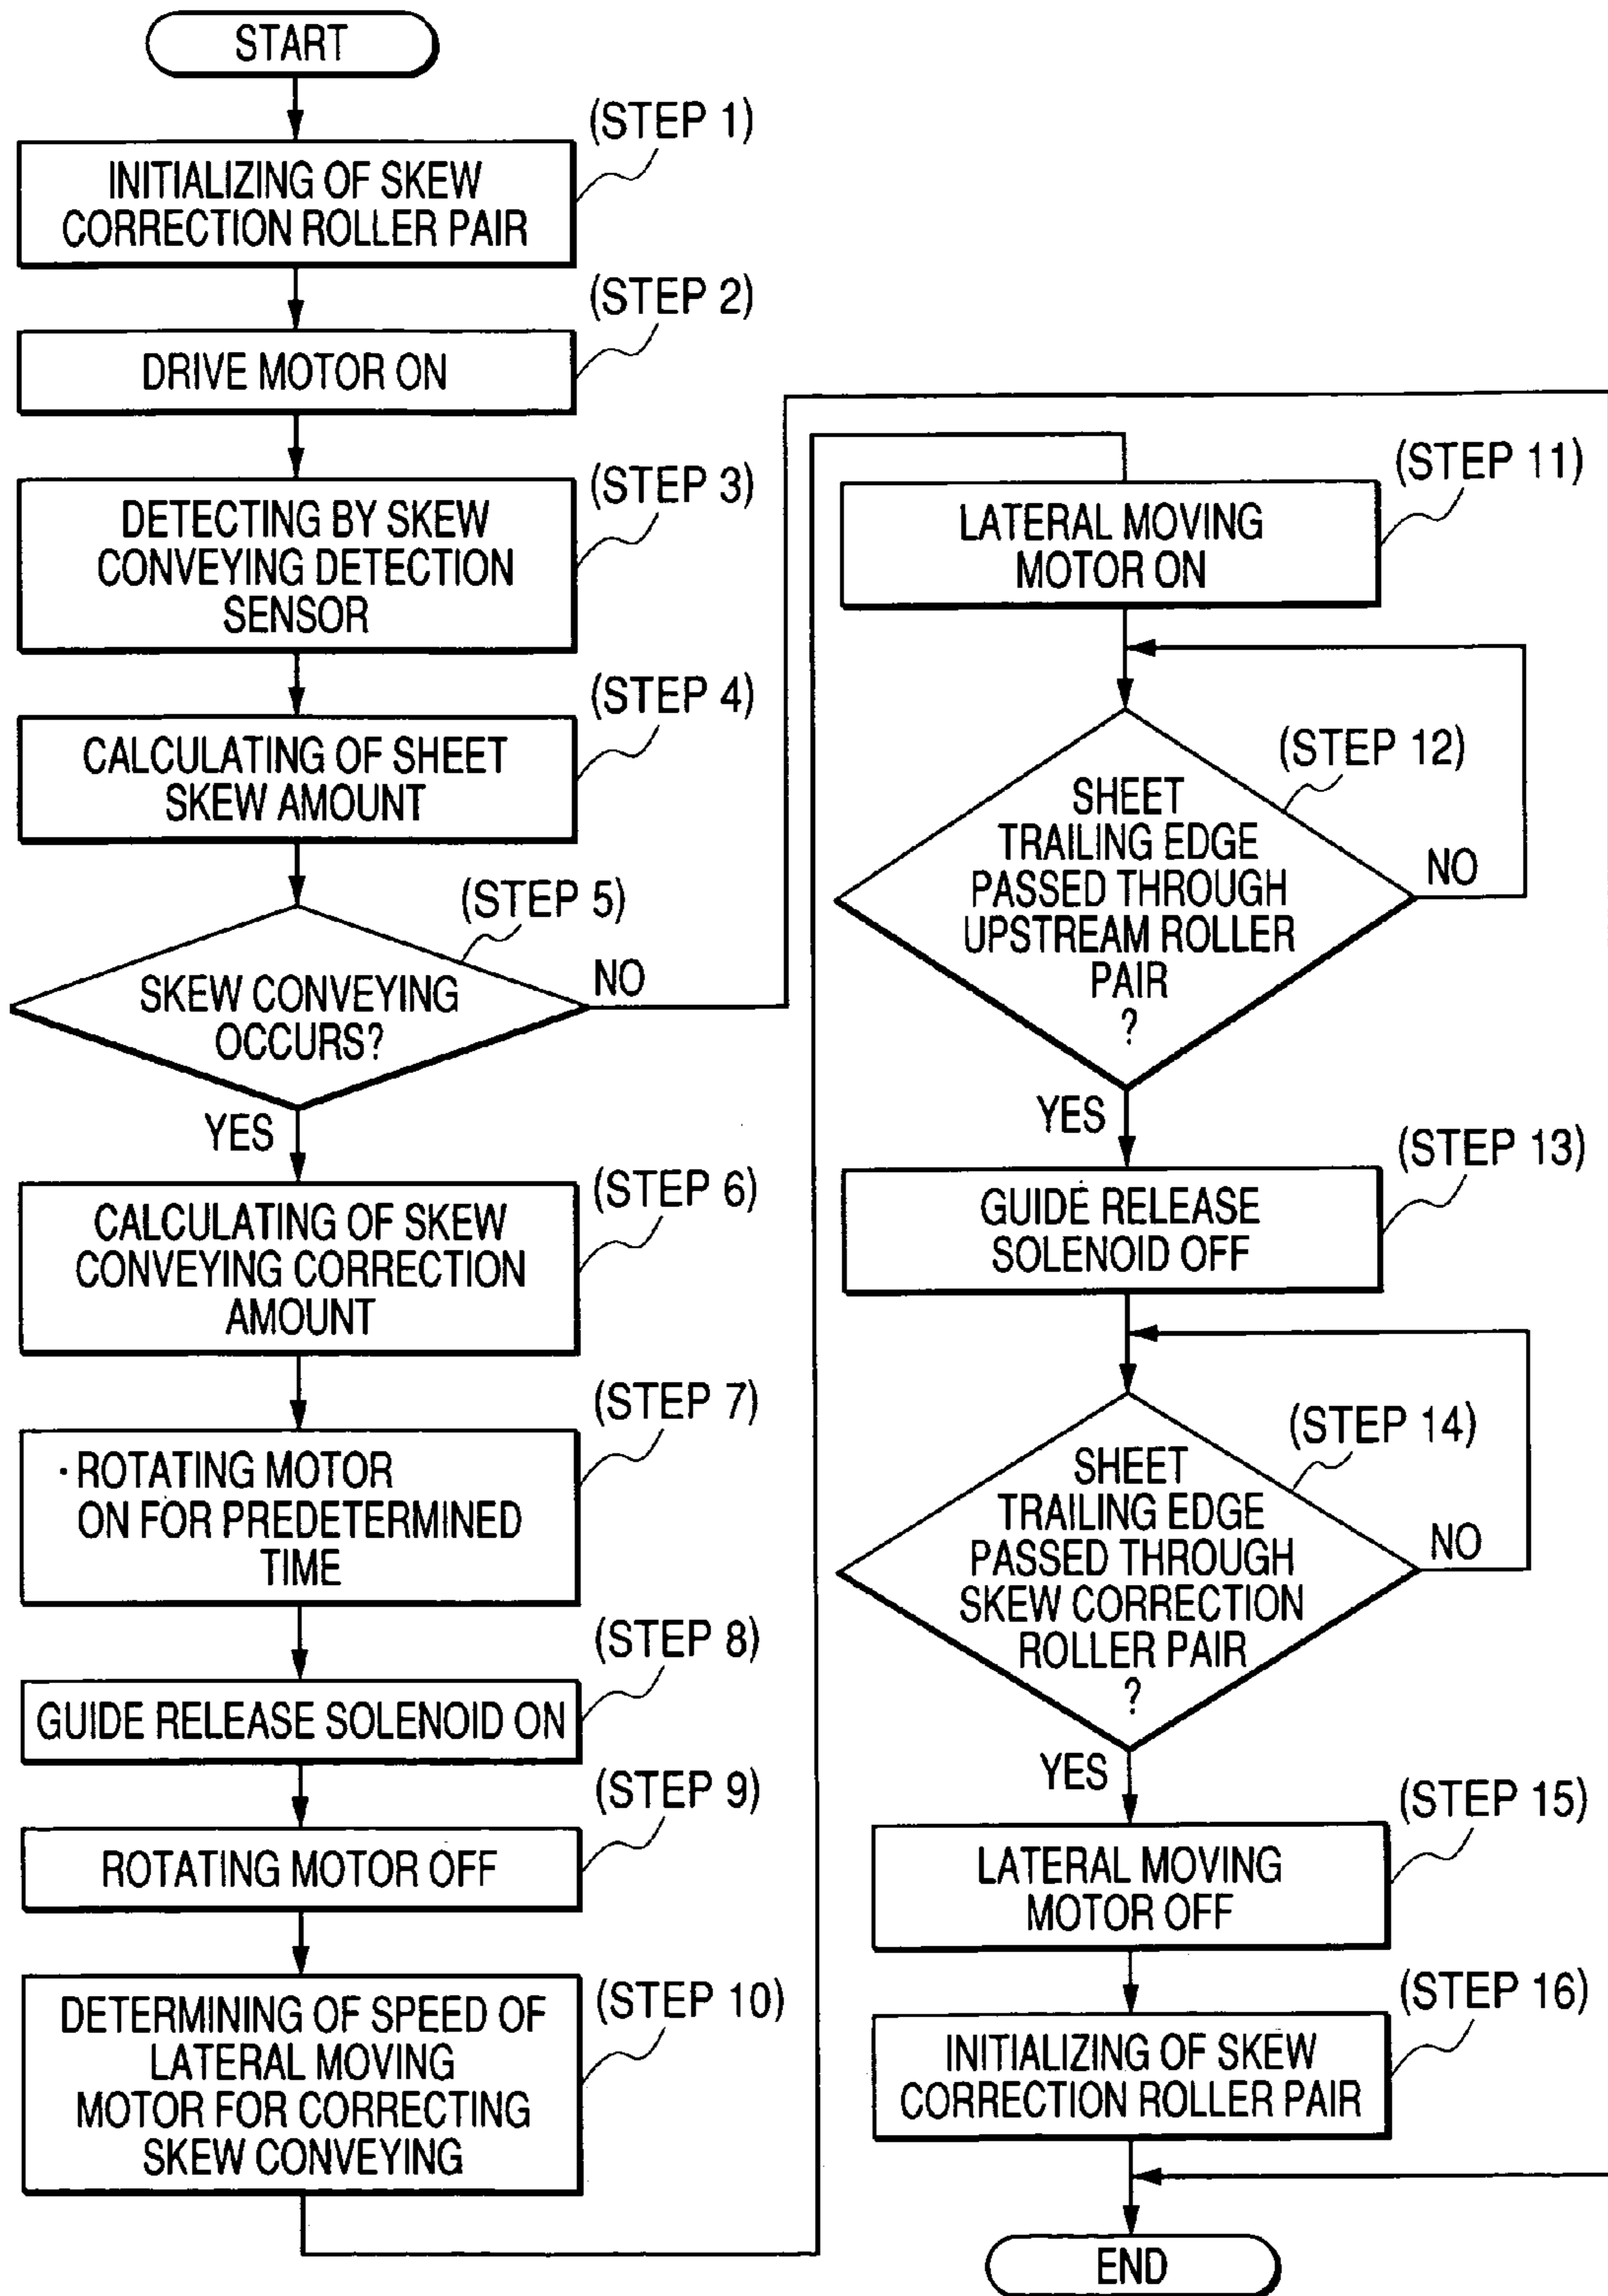 START
(STEP 1)
INITIALIZING OF SKEW
CORRECTION ROLLER PAIR
(STEP 2)
DRIVE MOTOR ON
(STEP 3)
DETECTING BY SKEW
CONVEYING DETECTION
SENSOR
(STEP 4)
CALCULATING OF SHEET
SKEW AMOUNT
(STEP 5)
SKEW CONVEYING
OCCURS?
NO
YES
(STEP 6)
CALCULATING OF SKEW
CONVEYING CORRECTION
AMOUNT
(STEP 7)
· ROTATING MOTOR
ON FOR PREDETERMINED
TIME
(STEP 8)
GUIDE RELEASE SOLENOID ON
(STEP 9)
ROTATING MOTOR OFF
(STEP 10)
DETERMINING OF SPEED OF
LATERAL MOVING
MOTOR FOR CORRECTING
SKEW CONVEYING
(STEP 11)
LATERAL MOVING
MOTOR ON
(STEP 12)
SHEET
TRAILING EDGE
PASSED THROUGH
UPSTREAM ROLLER
PAIR
?
NO
YES
(STEP 13)
GUIDE RELEASE
SOLENOID OFF
(STEP 14)
SHEET
TRAILING EDGE
PASSED THROUGH
SKEW CORRECTION
ROLLER PAIR
?
NO
YES
(STEP 15)
LATERAL MOVING
MOTOR OFF
(STEP 16)
INITIALIZING OF SKEW
CORRECTION ROLLER PAIR
END